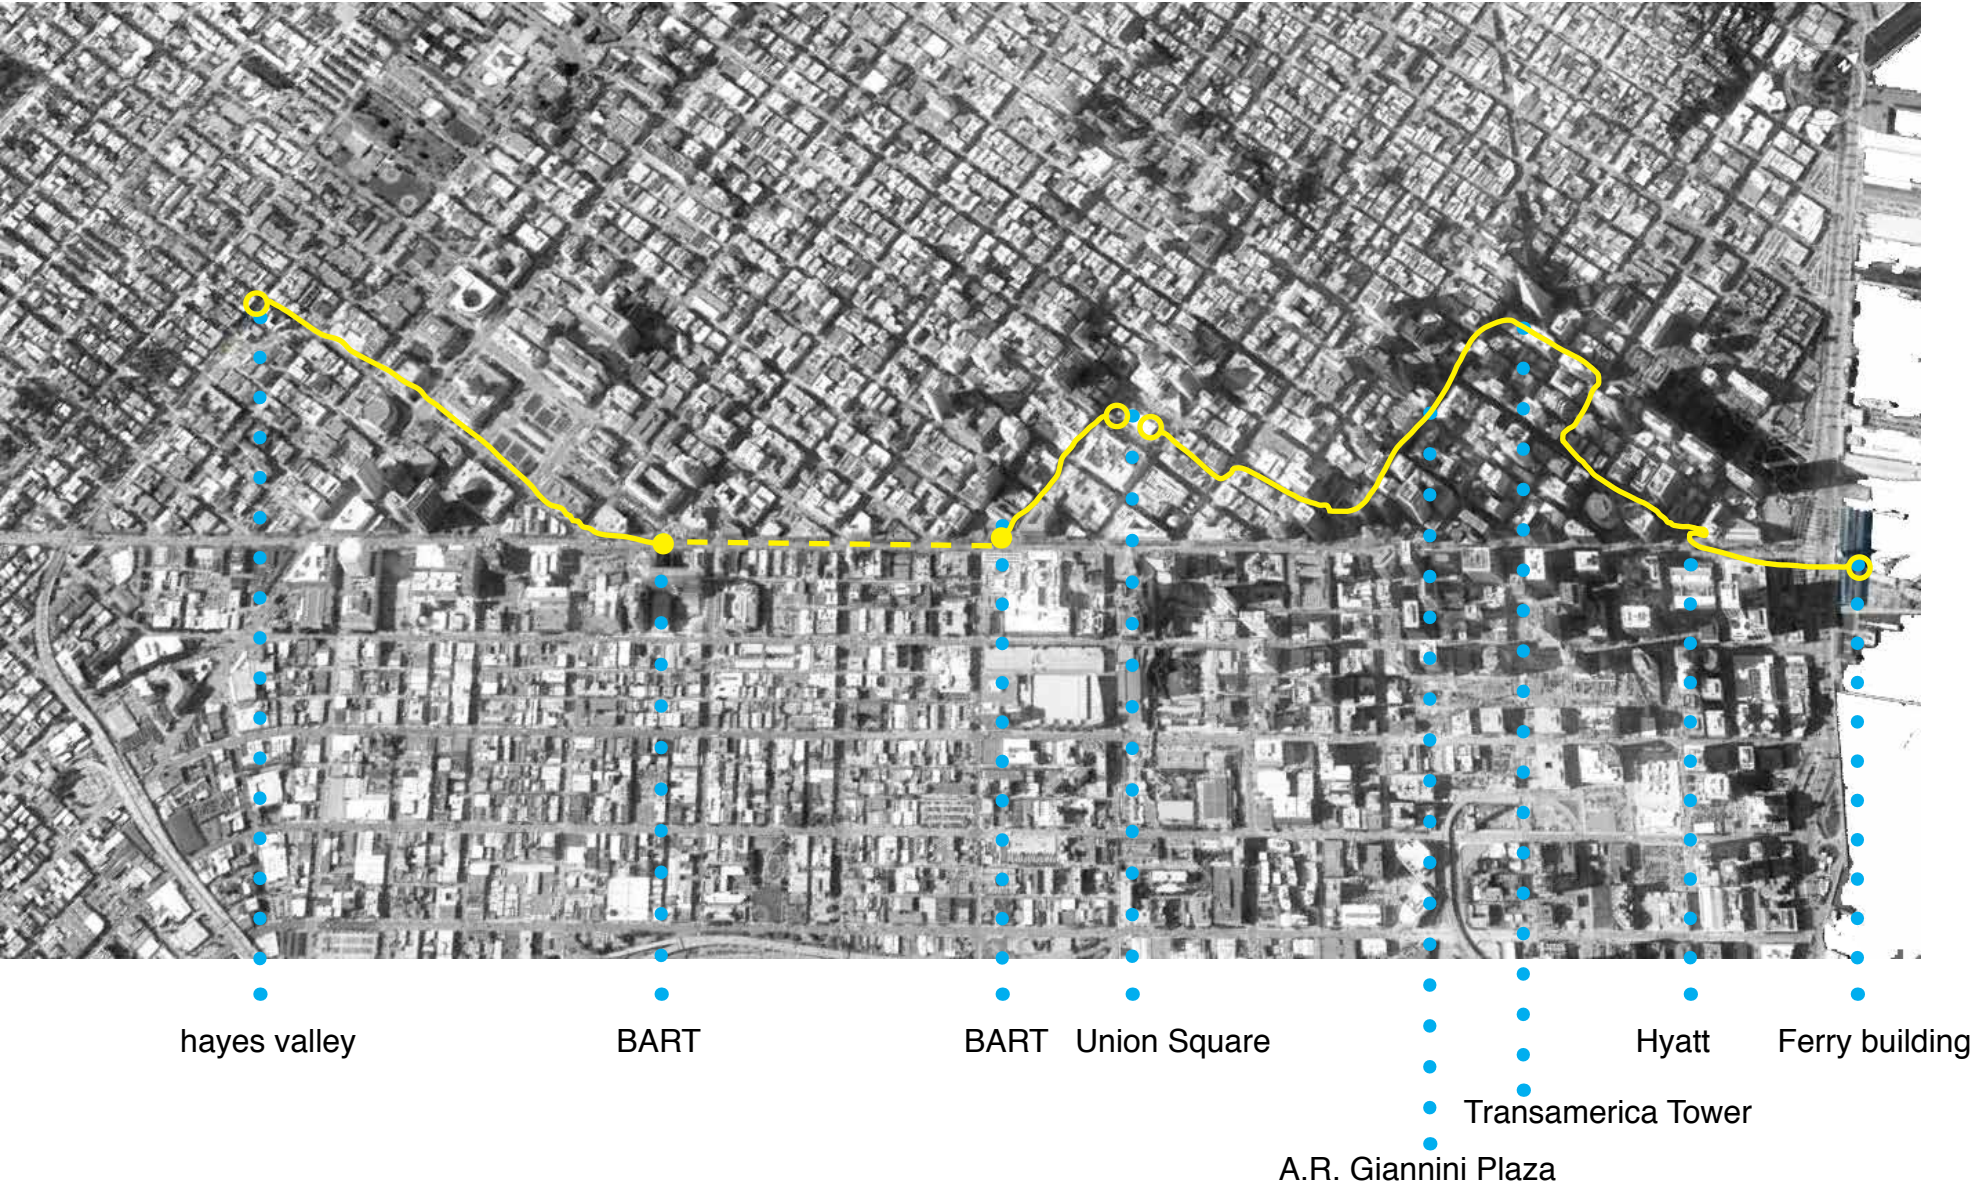 hayes valley
BART
BART
Union Square
Hyatt
Ferry building
Transamerica Tower
A.R. Giannini Plaza